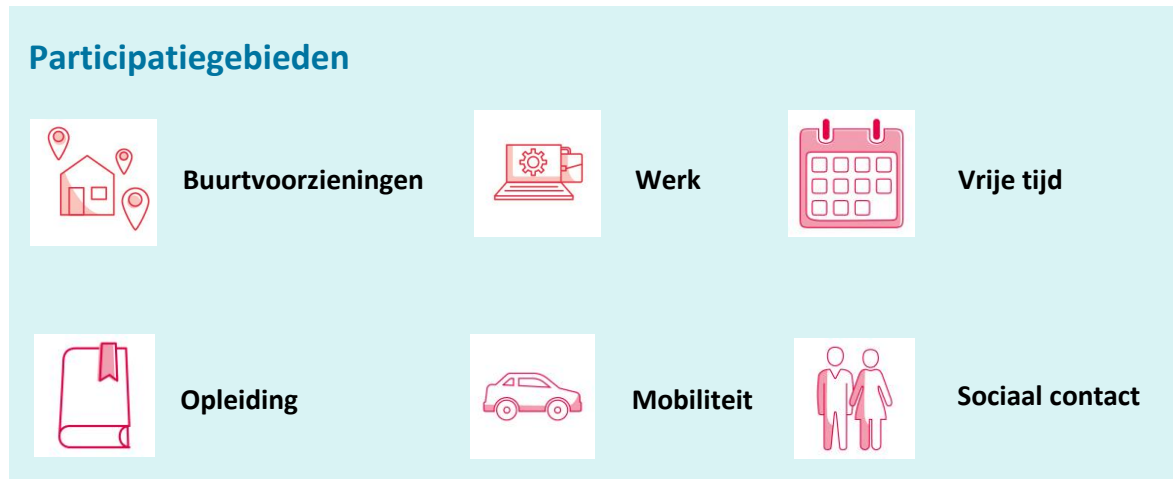 Participatiegebieden
Buurtvoorzieningen
Werk
Vrije tijd
Opleiding
Mobiliteit
Sociaal contact